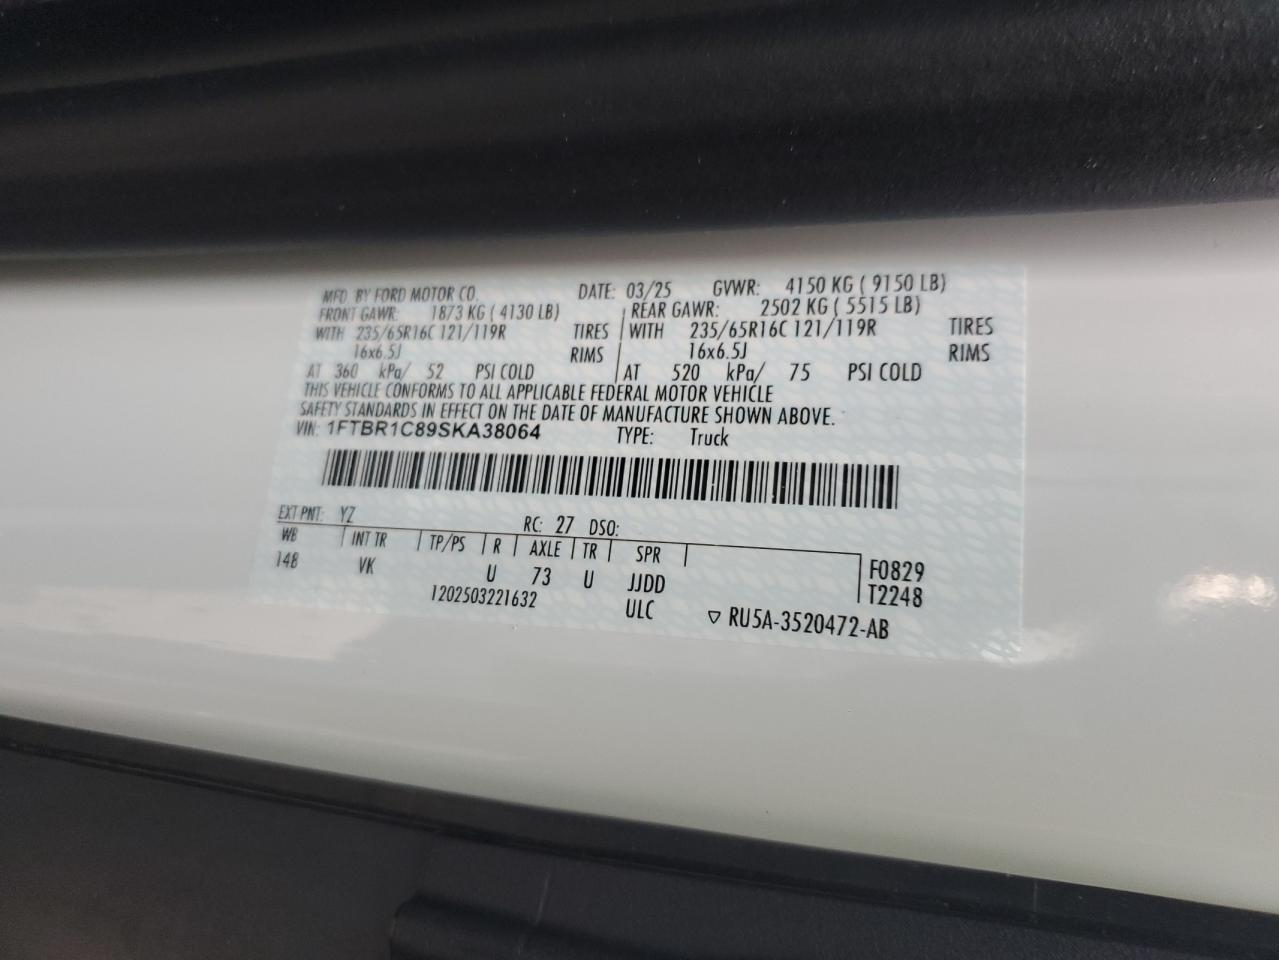 MFD. BY FORD MOTOR CO. DATE: 03/25 GVWR: 4150 KG ( 9150 LB)
FRONT GAWR: 1873 KG ( 4130 LB) REAR GAWR: 2502 KG ( 5515 LB)
WITH 235/65R16C 121/119R TIRES WITH 235/65R16C 121/119R TIRES
16x6.5J RIMS 16x6.5J RIMS
AT 360 kPa/ 52 PSI COLD AT 520 kPa/ 75 PSI COLD
THIS VEHICLE CONFORMS TO ALL APPLICABLE FEDERAL MOTOR VEHICLE
SAFETY STANDARDS IN EFFECT ON THE DATE OF MANUFACTURE SHOWN ABOVE.
VIN: 1FTBR1C89SKA38064 TYPE: Truck
EXT PNT: YZ RC: 27 DSO:
WB INT TR TP/PS R AXLE TR SPR F0829
148 VK U 73 U JJDD T2248
1202503221632 ULC ▽ RU5A-3520472-AB